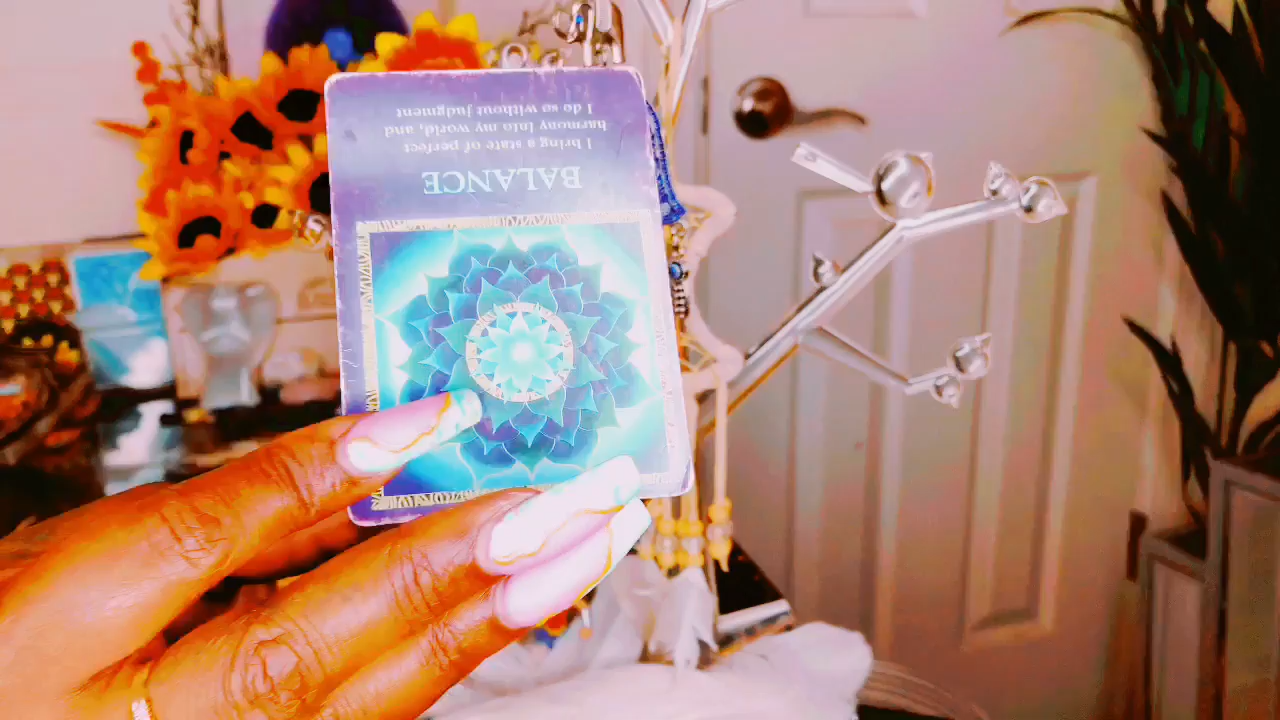 BALANCE
I bring a state of perfect
harmony into my world, and
I do so without judgment